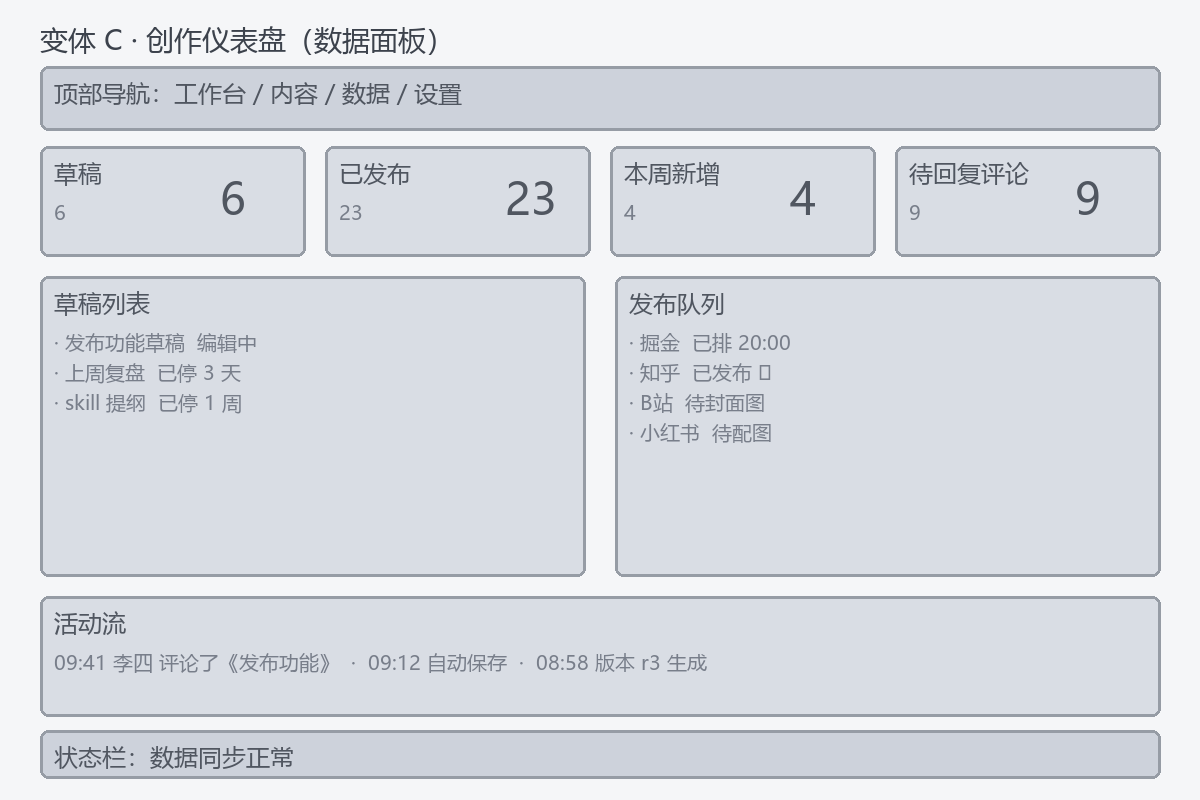 变体 C · 创作仪表盘（数据面板）
顶部导航：工作台 / 内容 / 数据 / 设置
草稿
6
6
已发布
23
23
本周新增
4
4
待回复评论
9
9
草稿列表
· 发布功能草稿 编辑中
· 上周复盘 已停 3 天
· skill 提纲 已停 1 周
发布队列
· 掘金 已排 20:00
· 知乎 已发布 ▯
· B站 待封面图
· 小红书 待配图
活动流
09:41 李四 评论了《发布功能》 · 09:12 自动保存 · 08:58 版本 r3 生成
状态栏：数据同步正常